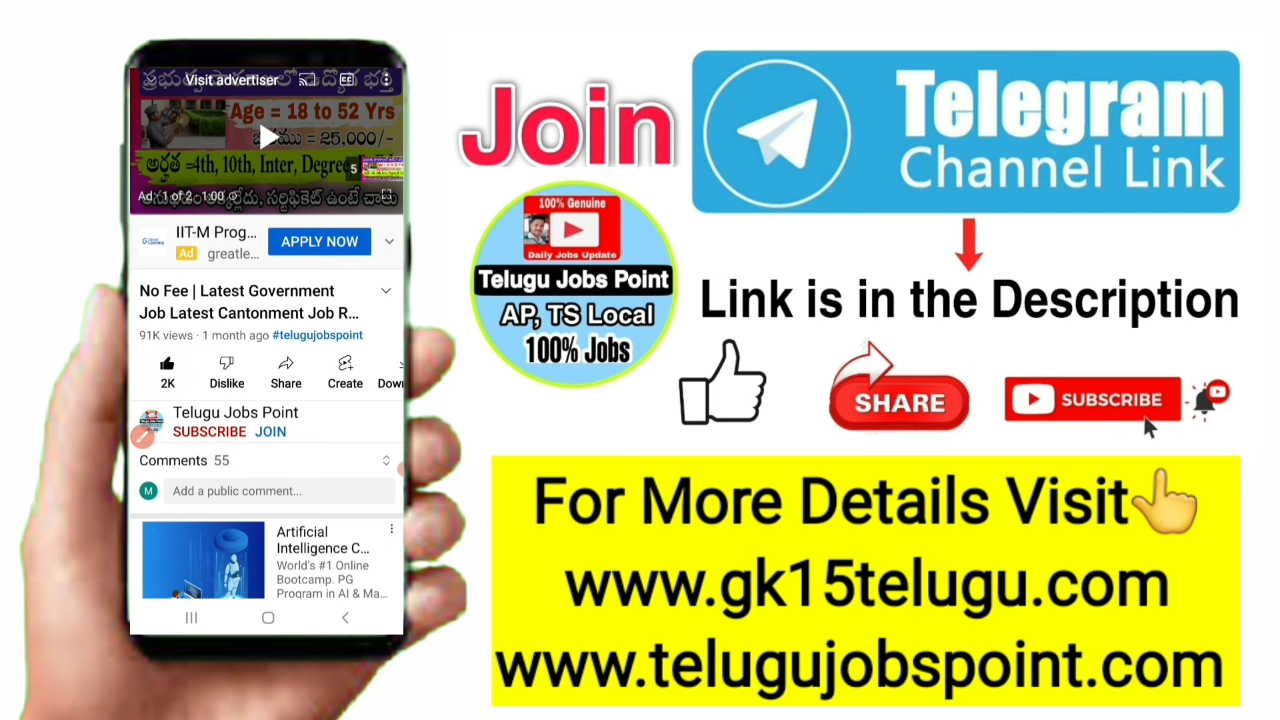 Visit advertiser
Age = 18 to 52 Yrs
= 25,000/-
అర్హత =4th, 10th, Inter, Degree
5
Ad · 1 of 2 · 1:00
సర్టిఫికెట్ ఉంటే చాలు
IIT-M Prog...
APPLY NOW
Ad greatle...
No Fee | Latest Government
Job Latest Cantonment Job R...
91K views · 1 month ago #telugujobspoint
2K Dislike Share Create
Telugu Jobs Point
SUBSCRIBE JOIN
Comments 55
M Add a public comment...
Artificial
Intelligence C...
World's #1 Online
Bootcamp. PG
Program in AI & Ma...
Join
Telegram
Channel Link
100% Genuine
Daily Jobs Update
Telugu Jobs Point
AP, TS Local
100% Jobs
Link is in the Description
SHARE
SUBSCRIBE
For More Details Visit👆
www.gk15telugu.com
www.telugujobspoint.com